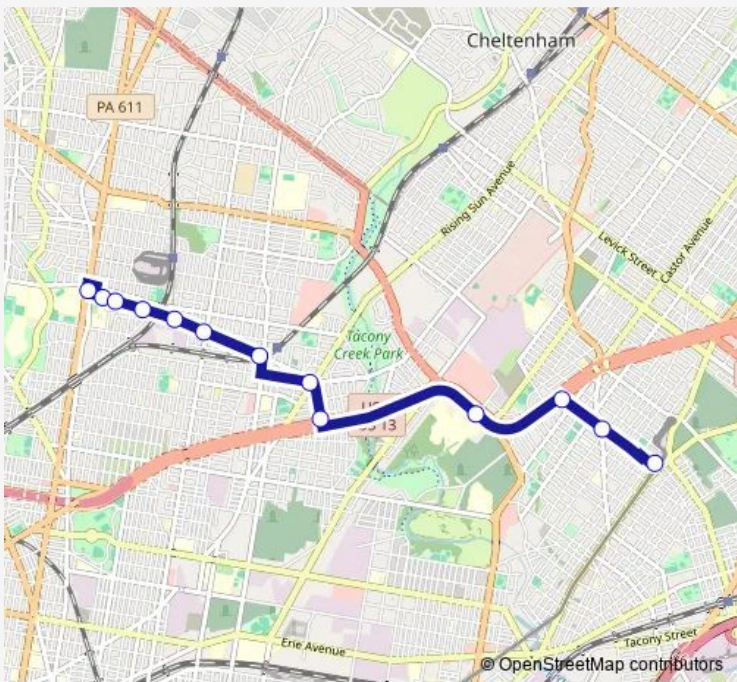 Cheltenham
PA 611
Rising Sun Avenue
Levick Street
Castor Avenue
Tacony
Creek Park
13
Erie Avenue
Tacony Street
© OpenStreetMap contributors